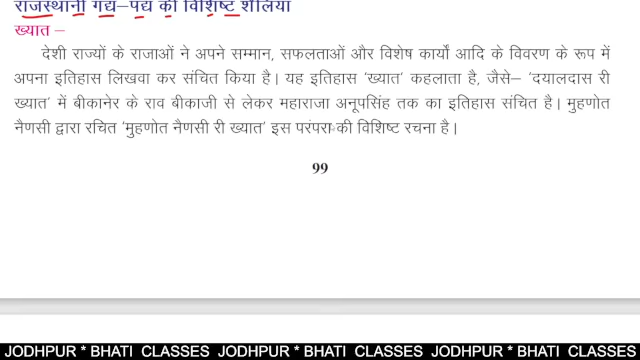 राजस्थानी गद्य–पद्य की विशिष्ट शैलियाँ
ख्यात –
देशी राज्यों के राजाओं ने अपने सम्मान, सफलताओं और विशेष कार्यों आदि के विवरण के रूप में
अपना इतिहास लिखवा कर संचित किया है। यह इतिहास 'ख्यात' कहलाता है, जैसे– 'दयालदास री
ख्यात' में बीकानेर के राव बीकाजी से लेकर महाराजा अनूपसिंह तक का इतिहास संचित है। मुहणोत
नैणसी द्वारा रचित 'मुहणोत नैणसी री ख्यात' इस परंपरा की विशिष्ट रचना है।
99
JODHPUR * BHATI CLASSES JODHPUR * BHATI CLASSES JODHPUR * BHATI CLASSES